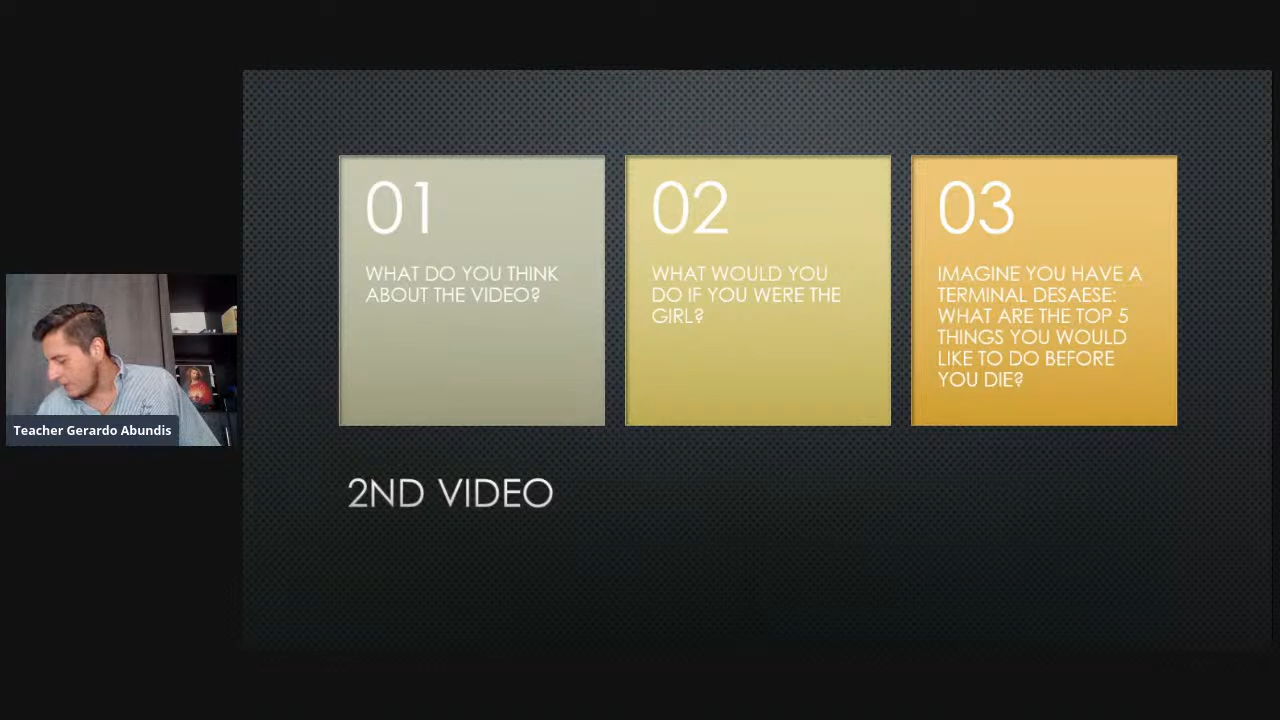 01
WHAT DO YOU THINK
ABOUT THE VIDEO?
02
WHAT WOULD YOU
DO IF YOU WERE THE
GIRL?
03
IMAGINE YOU HAVE A
TERMINAL DESAESE:
WHAT ARE THE TOP 5
THINGS YOU WOULD
LIKE TO DO BEFORE
YOU DIE?
2ND VIDEO
Teacher Gerardo Abundis